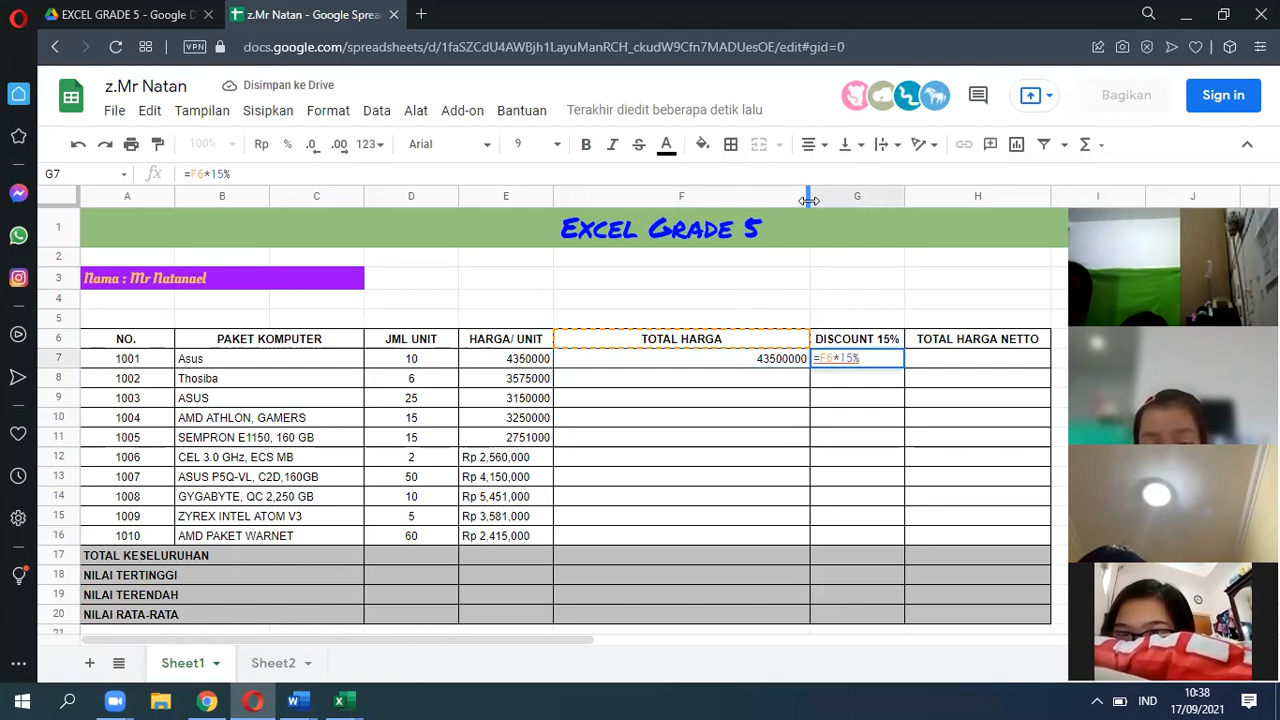 EXCEL GRADE 5 - Google D
z.Mr Natan - Google Sprea
VPN
docs.google.com/spreadsheets/d/1faSZCdU4AWBjh1LayuManRCH_ckudW9Cfn7MADUesOE/edit#gid=0
z.Mr Natan
Disimpan ke Drive
File Edit Tampilan Sisipkan Format Data Alat Add-on Bantuan Terakhir diedit beberapa detik lalu
Bagikan
Sign in
100% Rp % .0 .00 123 Arial 9 B I S A
G7 fx =F6*15%
A B C D E F G H I J
1 Excel Grade 5
2
3 Nama : Mr Natanael
4
5
6 NO. PAKET KOMPUTER JML UNIT HARGA/ UNIT TOTAL HARGA DISCOUNT 15% TOTAL HARGA NETTO
7 1001 Asus 10 4350000 43500000 =F6*15%
8 1002 Thosiba 6 3575000
9 1003 ASUS 25 3150000
10 1004 AMD ATHLON, GAMERS 15 3250000
11 1005 SEMPRON E1150, 160 GB 15 2751000
12 1006 CEL 3.0 GHz, ECS MB 2 Rp 2,560,000
13 1007 ASUS P5Q-VL, C2D,160GB 50 Rp 4,150,000
14 1008 GYGABYTE, QC 2,250 GB 10 Rp 5,451,000
15 1009 ZYREX INTEL ATOM V3 5 Rp 3,581,000
16 1010 AMD PAKET WARNET 60 Rp 2,415,000
17 TOTAL KESELURUHAN
18 NILAI TERTINGGI
19 NILAI TERENDAH
20 NILAI RATA-RATA
21
Sheet1 Sheet2
IND
10:38
17/09/2021